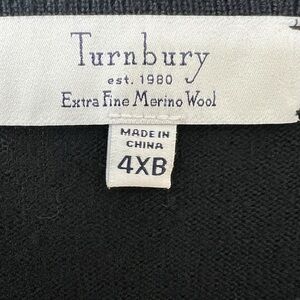 Turnbury
est. 1980
Extra Fine Merino Wool
MADE IN
CHINA
4XB